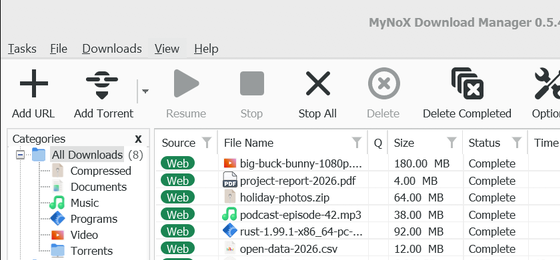 MyNoX Download Manager 0.5.4
Tasks File Downloads View Help
Add URL Add Torrent Resume Stop Stop All Delete Delete Completed Optio
Categories X Source File Name Q Size Status Time
All Downloads (8) Web big-buck-bunny-1080p.... 180.00 MB Complete
Compressed Web project-report-2026.pdf 4.00 MB Complete
Documents Web holiday-photos.zip 64.00 MB Complete
Music Web podcast-episode-42.mp3 38.00 MB Complete
Programs Web rust-1.99.1-x86_64-pc-... 92.00 MB Complete
Video Web open-data-2026.csv 12.00 MB Complete
Torrents